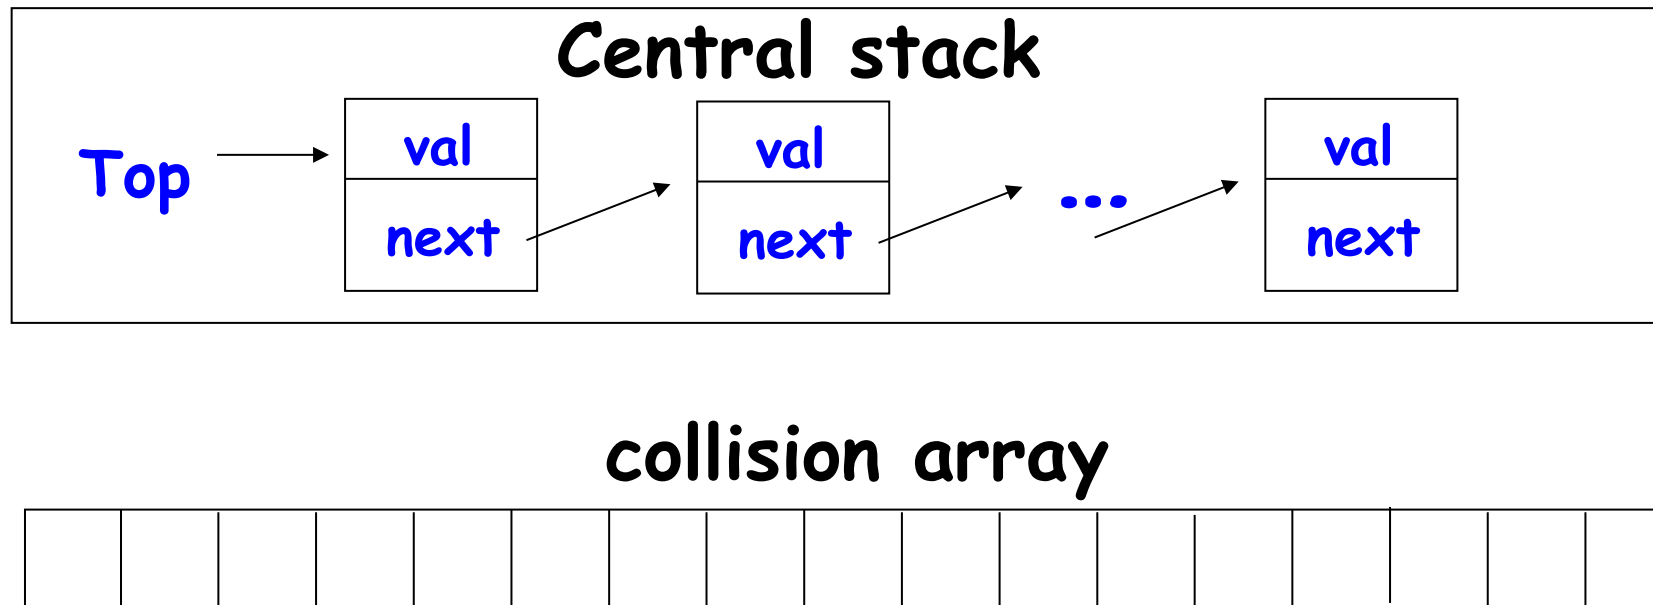 Central stack
Top
val
val
val
...
next
next
next
collision array